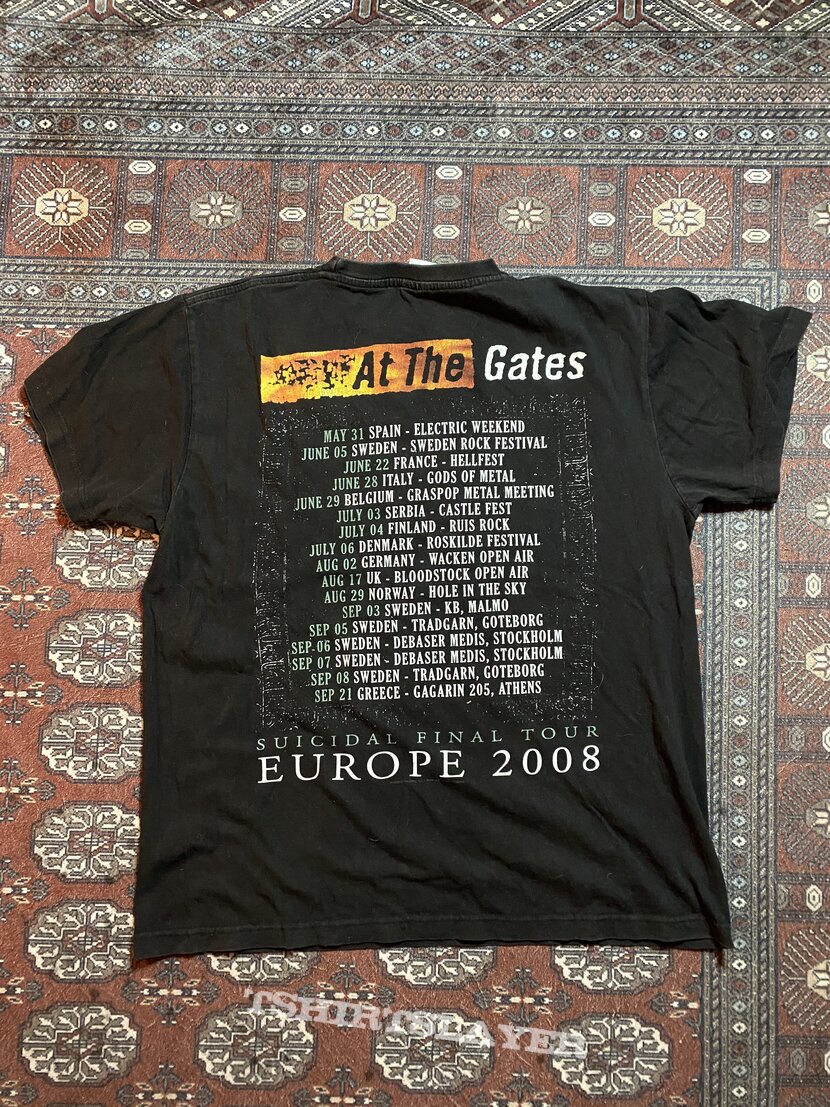 At The Gates
MAY 31 SPAIN - ELECTRIC WEEKEND
JUNE 05 SWEDEN - SWEDEN ROCK FESTIVAL
JUNE 22 FRANCE - HELLFEST
JUNE 28 ITALY - GODS OF METAL
JUNE 29 BELGIUM - GRASPOP METAL MEETING
JULY 03 SERBIA - CASTLE FEST
JULY 04 FINLAND - RUIS ROCK
JULY 06 DENMARK - ROSKILDE FESTIVAL
AUG 02 GERMANY - WACKEN OPEN AIR
AUG 17 UK - BLOODSTOCK OPEN AIR
AUG 29 NORWAY - HOLE IN THE SKY
SEP 03 SWEDEN - KB, MALMO
SEP 05 SWEDEN - TRADGARN, GOTEBORG
SEP 06 SWEDEN - DEBASER MEDIS, STOCKHOLM
SEP 07 SWEDEN - DEBASER MEDIS, STOCKHOLM
SEP 08 SWEDEN - TRADGARN, GOTEBORG
SEP 21 GREECE - GAGARIN 205, ATHENS
SUICIDAL FINAL TOUR
EUROPE 2008
TSHIRTSLAYER